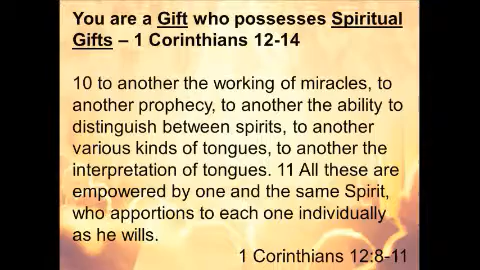 You are a Gift who possesses Spiritual
Gifts – 1 Corinthians 12-14
10 to another the working of miracles, to
another prophecy, to another the ability to
distinguish between spirits, to another
various kinds of tongues, to another the
interpretation of tongues. 11 All these are
empowered by one and the same Spirit,
who apportions to each one individually
as he wills.
1 Corinthians 12:8-11